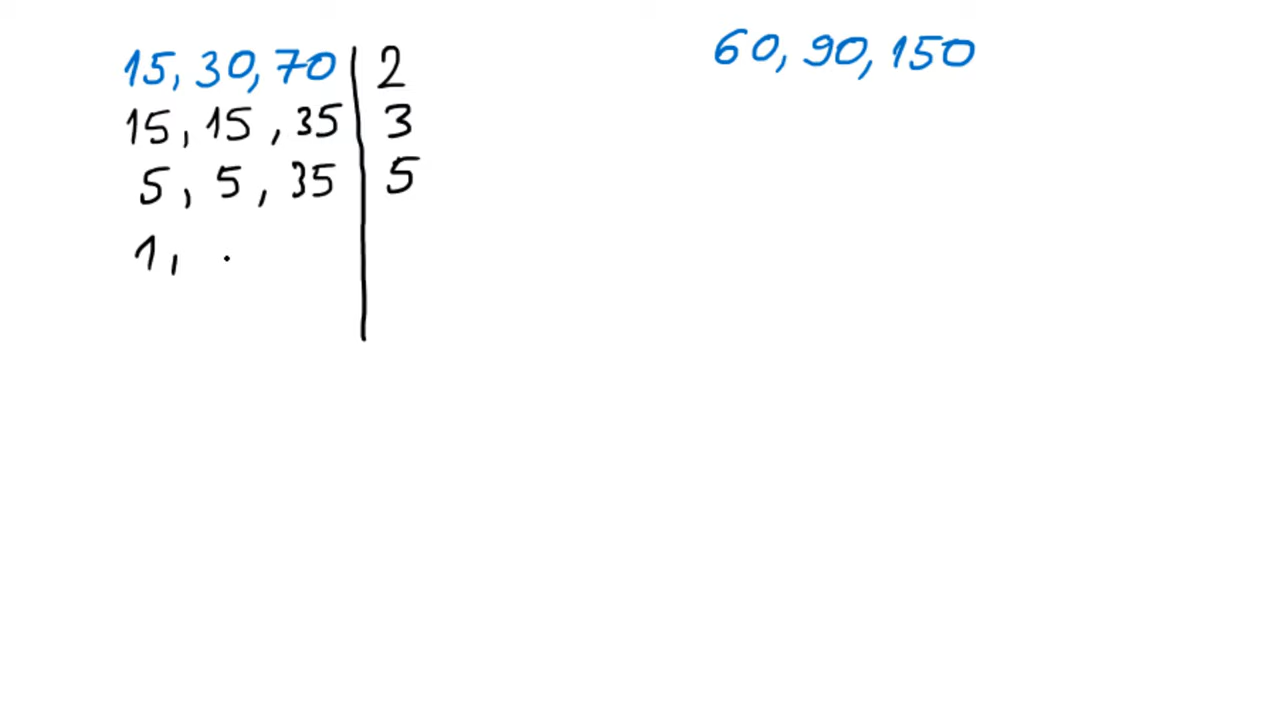 15, 30, 70 | 2
15, 15, 35 | 3
5, 5, 35 | 5
1, .
60, 90, 150